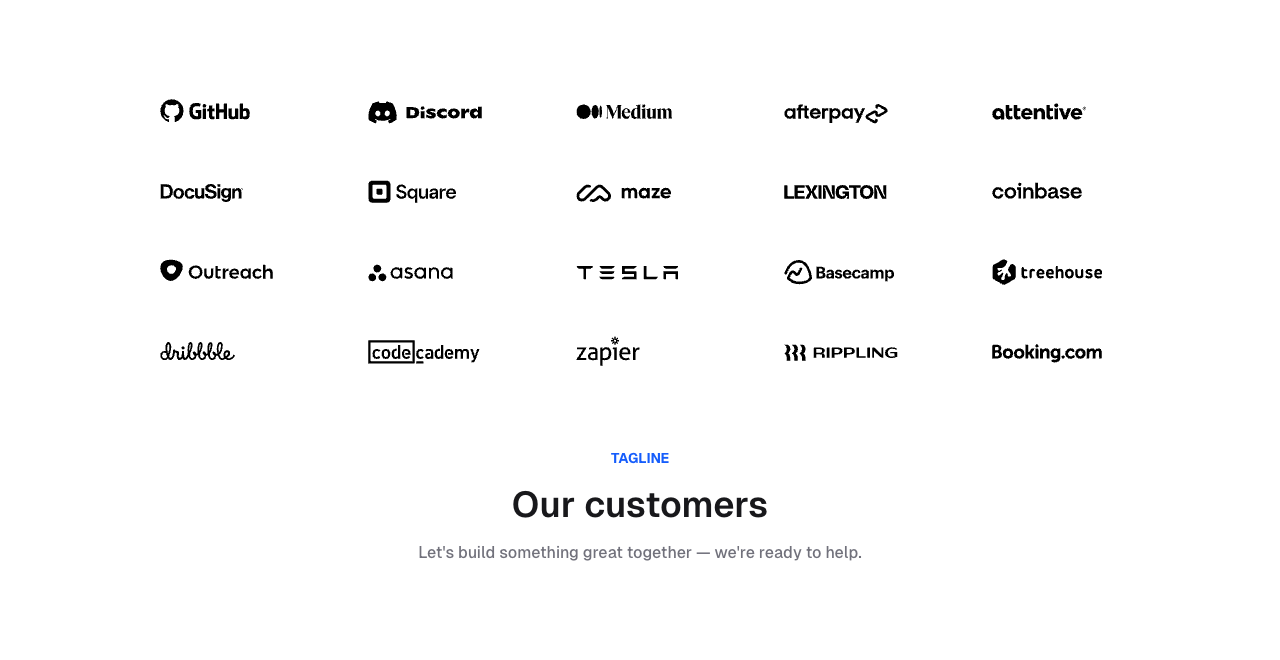 GitHub Discord Medium afterpay attentive®
DocuSign Square maze LEXINGTON coinbase
Outreach asana TESLA Basecamp treehouse
dribbble codecademy zapier RIPPLING Booking.com
TAGLINE
Our customers
Let's build something great together — we're ready to help.